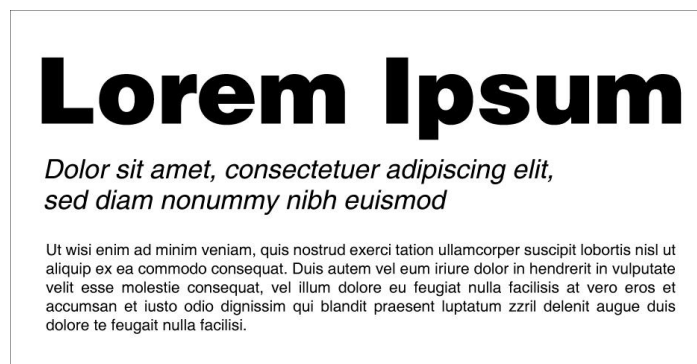 Lorem Ipsum
Dolor sit amet, consectetuer adipiscing elit,
sed diam nonummy nibh euismod
Ut wisi enim ad minim veniam, quis nostrud exerci tation ullamcorper suscipit lobortis nisl ut
aliquip ex ea commodo consequat. Duis autem vel eum iriure dolor in hendrerit in vulputate
velit esse molestie consequat, vel illum dolore eu feugiat nulla facilisis at vero eros et
accumsan et iusto odio dignissim qui blandit praesent luptatum zzril delenit augue duis
dolore te feugait nulla facilisi.